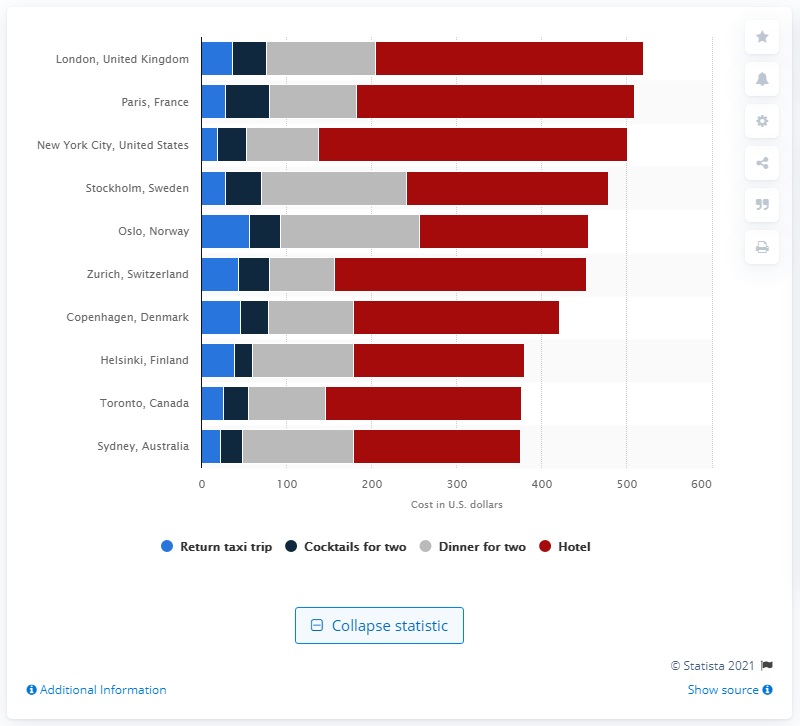 London, United Kingdom
Paris, France
New York City, United States
Stockholm, Sweden
Oslo, Norway
Zurich, Switzerland
Copenhagen, Denmark
Helsinki, Finland
Toronto, Canada
Sydney, Australia
0 100 200 300 400 500 600
Cost in U.S. dollars
Return taxi trip Cocktails for two Dinner for two Hotel
Collapse statistic
© Statista 2021
Additional Information Show source